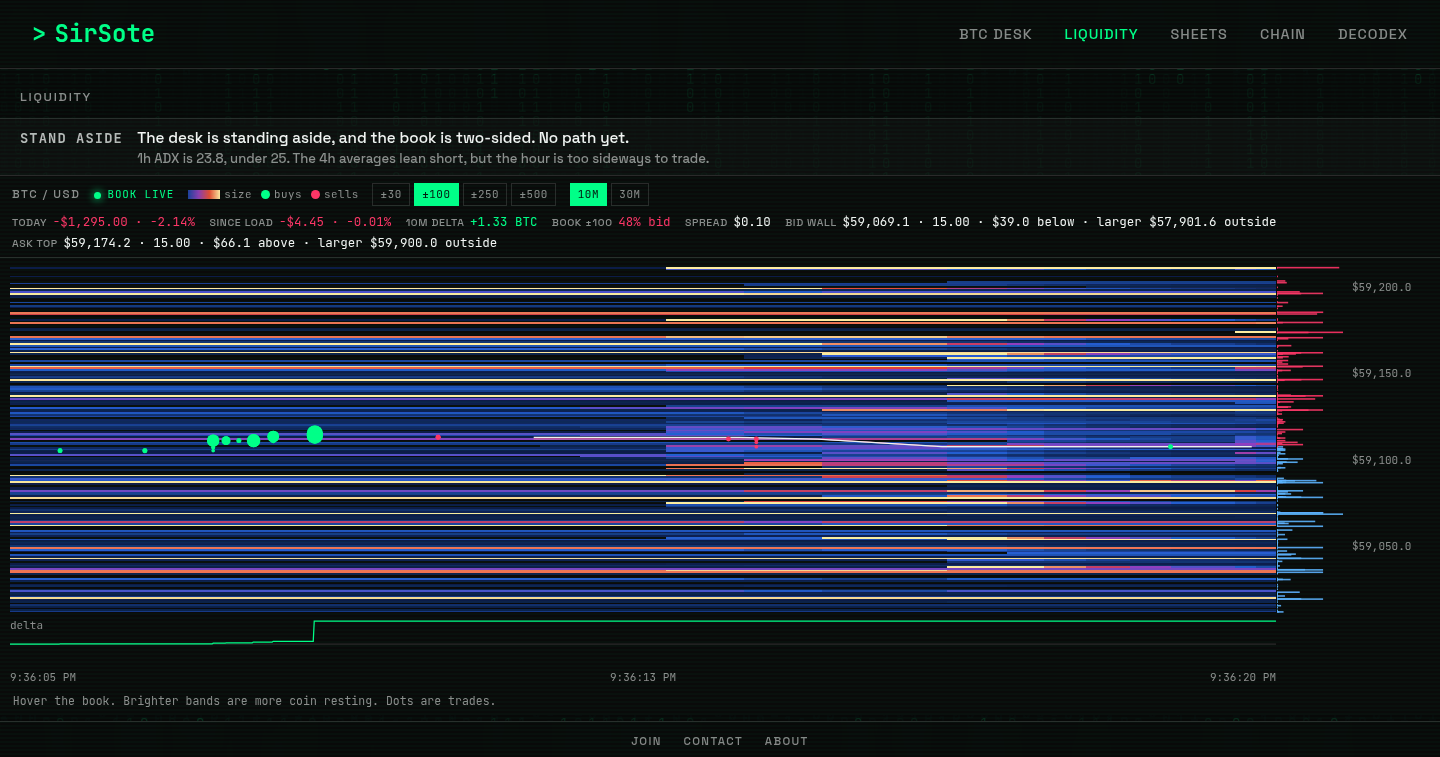 > SirSote
BTC DESK LIQUIDITY SHEETS CHAIN DECODEX
LIQUIDITY
STAND ASIDE The desk is standing aside, and the book is two-sided. No path yet.
1h ADX is 23.8, under 25. The 4h averages lean short, but the hour is too sideways to trade.
BTC / USD BOOK LIVE size buys sells ±30 ±100 ±250 ±500 10M 30M
TODAY -$1,295.00 · -2.14% SINCE LOAD -$4.45 · -0.01% 10M DELTA +1.33 BTC BOOK ±100 48% bid SPREAD $0.10 BID WALL $59,069.1 · 15.00 · $39.0 below · larger $57,901.6 outside
ASK TOP $59,174.2 · 15.00 · $66.1 above · larger $59,900.0 outside
$59,200.0
$59,150.0
$59,100.0
$59,050.0
delta
9:36:05 PM 9:36:13 PM 9:36:20 PM
Hover the book. Brighter bands are more coin resting. Dots are trades.
JOIN CONTACT ABOUT